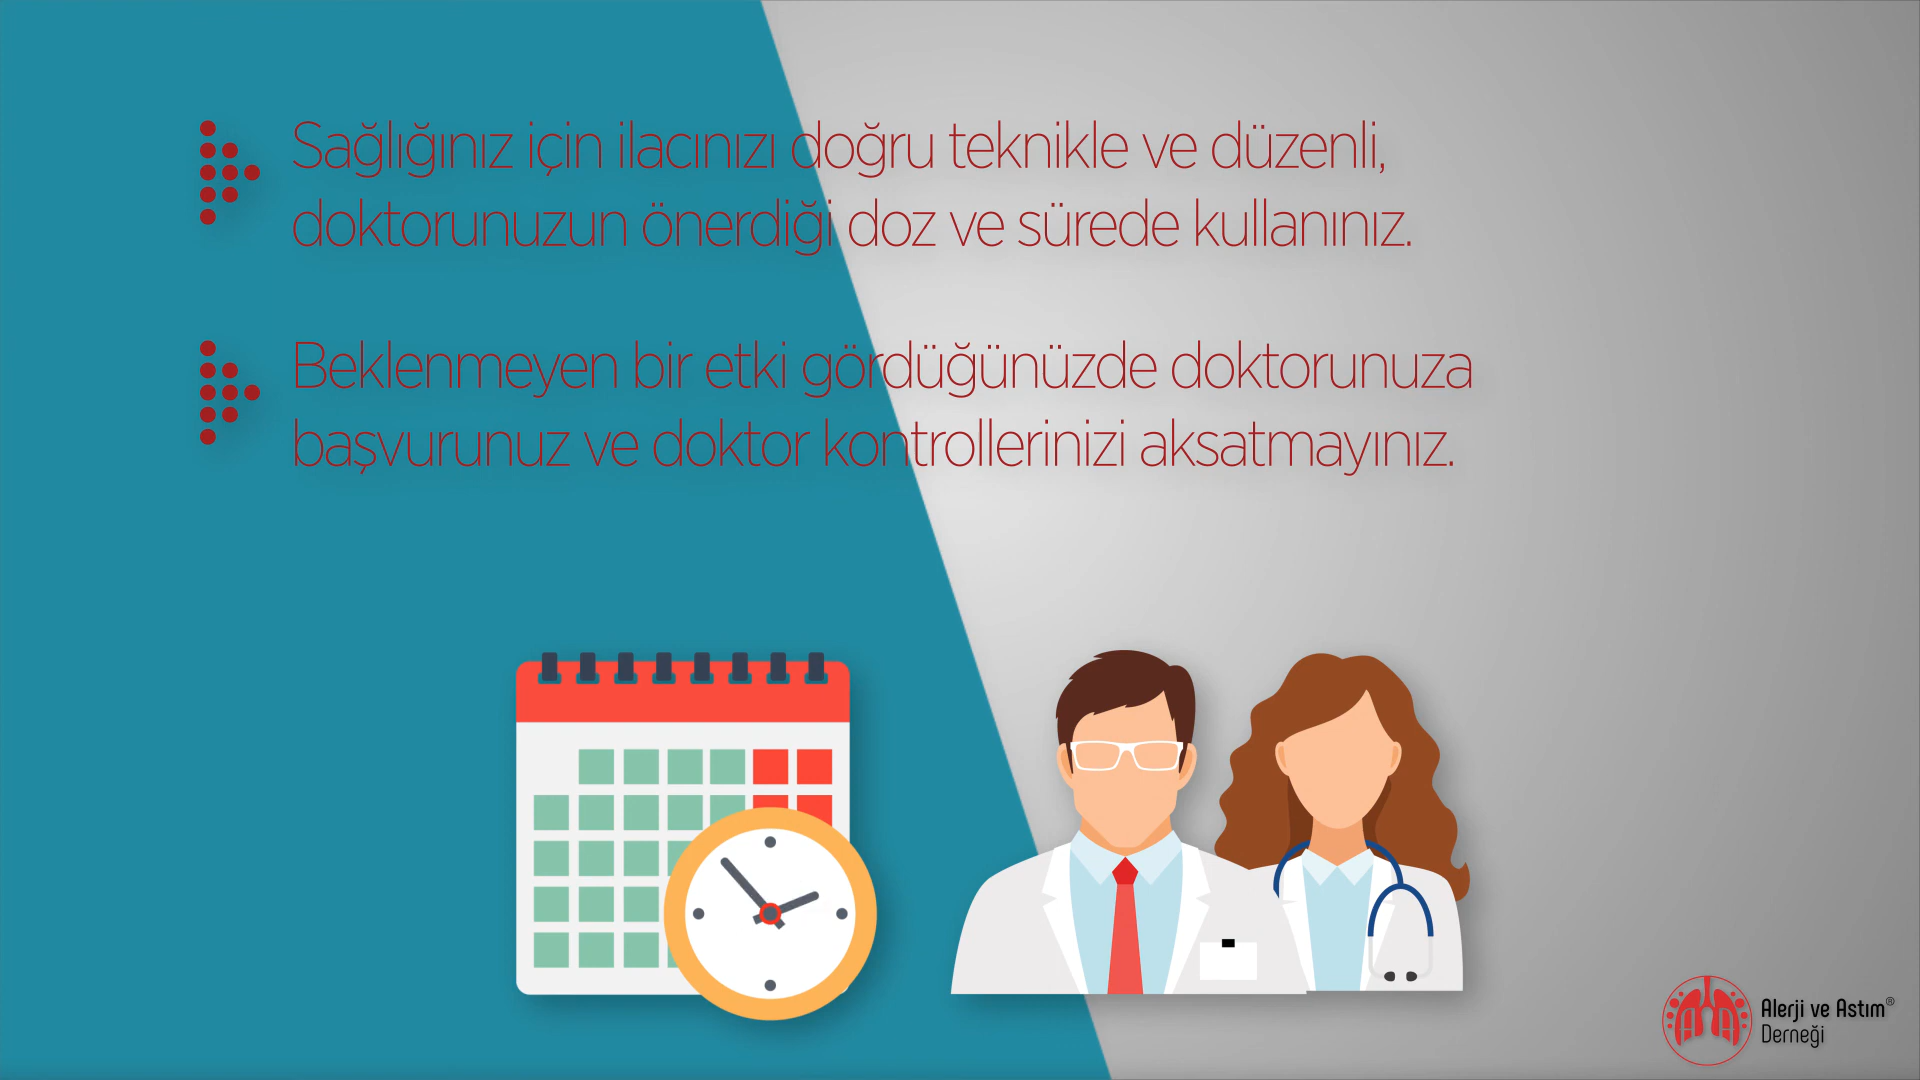 Sağlığınız için ilacınızı doğru teknikle ve düzenli,
doktorunuzun önerdiği doz ve sürede kullanınız.
Beklenmeyen bir etki gördüğünüzde doktorunuza
başvurunuz ve doktor kontrollerinizi aksatmayınız.
Alerji ve Astım®
Derneği